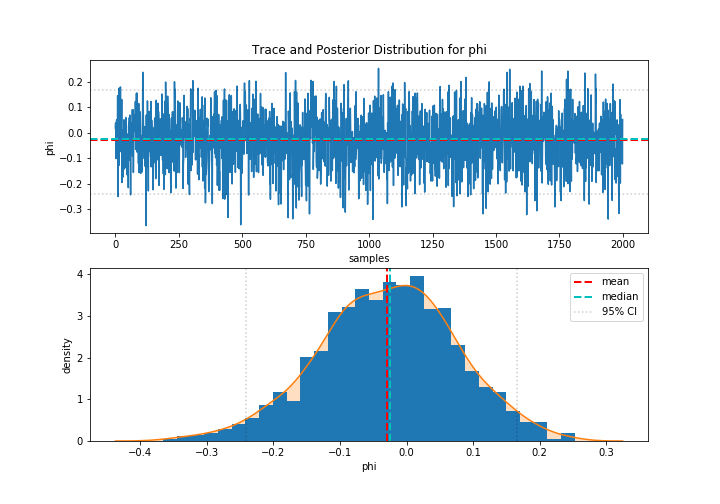 Trace and Posterior Distribution for phi
0.2
0.1
0.0
−0.1
−0.2
−0.3
phi
0 250 500 750 1000 1250 1500 1750 2000
samples
4
3
2
1
0
density
mean
median
95% CI
−0.4 −0.3 −0.2 −0.1 0.0 0.1 0.2 0.3
phi